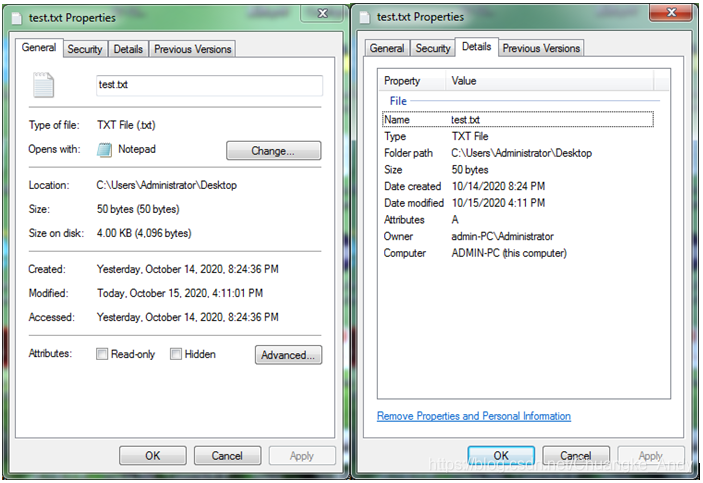 test.txt Properties
General Security Details Previous Versions
test.txt
Type of file: TXT File (.txt)
Opens with: Notepad Change...
Location: C:\Users\Administrator\Desktop
Size: 50 bytes (50 bytes)
Size on disk: 4.00 KB (4,096 bytes)
Created: Yesterday, October 14, 2020, 8:24:36 PM
Modified: Today, October 15, 2020, 4:11:01 PM
Accessed: Yesterday, October 14, 2020, 8:24:36 PM
Attributes: Read-only Hidden Advanced...
OK Cancel Apply
test.txt Properties
General Security Details Previous Versions
Property Value
File
Name test.txt
Type TXT File
Folder path C:\Users\Administrator\Desktop
Size 50 bytes
Date created 10/14/2020 8:24 PM
Date modified 10/15/2020 4:11 PM
Attributes A
Owner admin-PC\Administrator
Computer ADMIN-PC (this computer)
Remove Properties and Personal Information
OK Cancel Apply